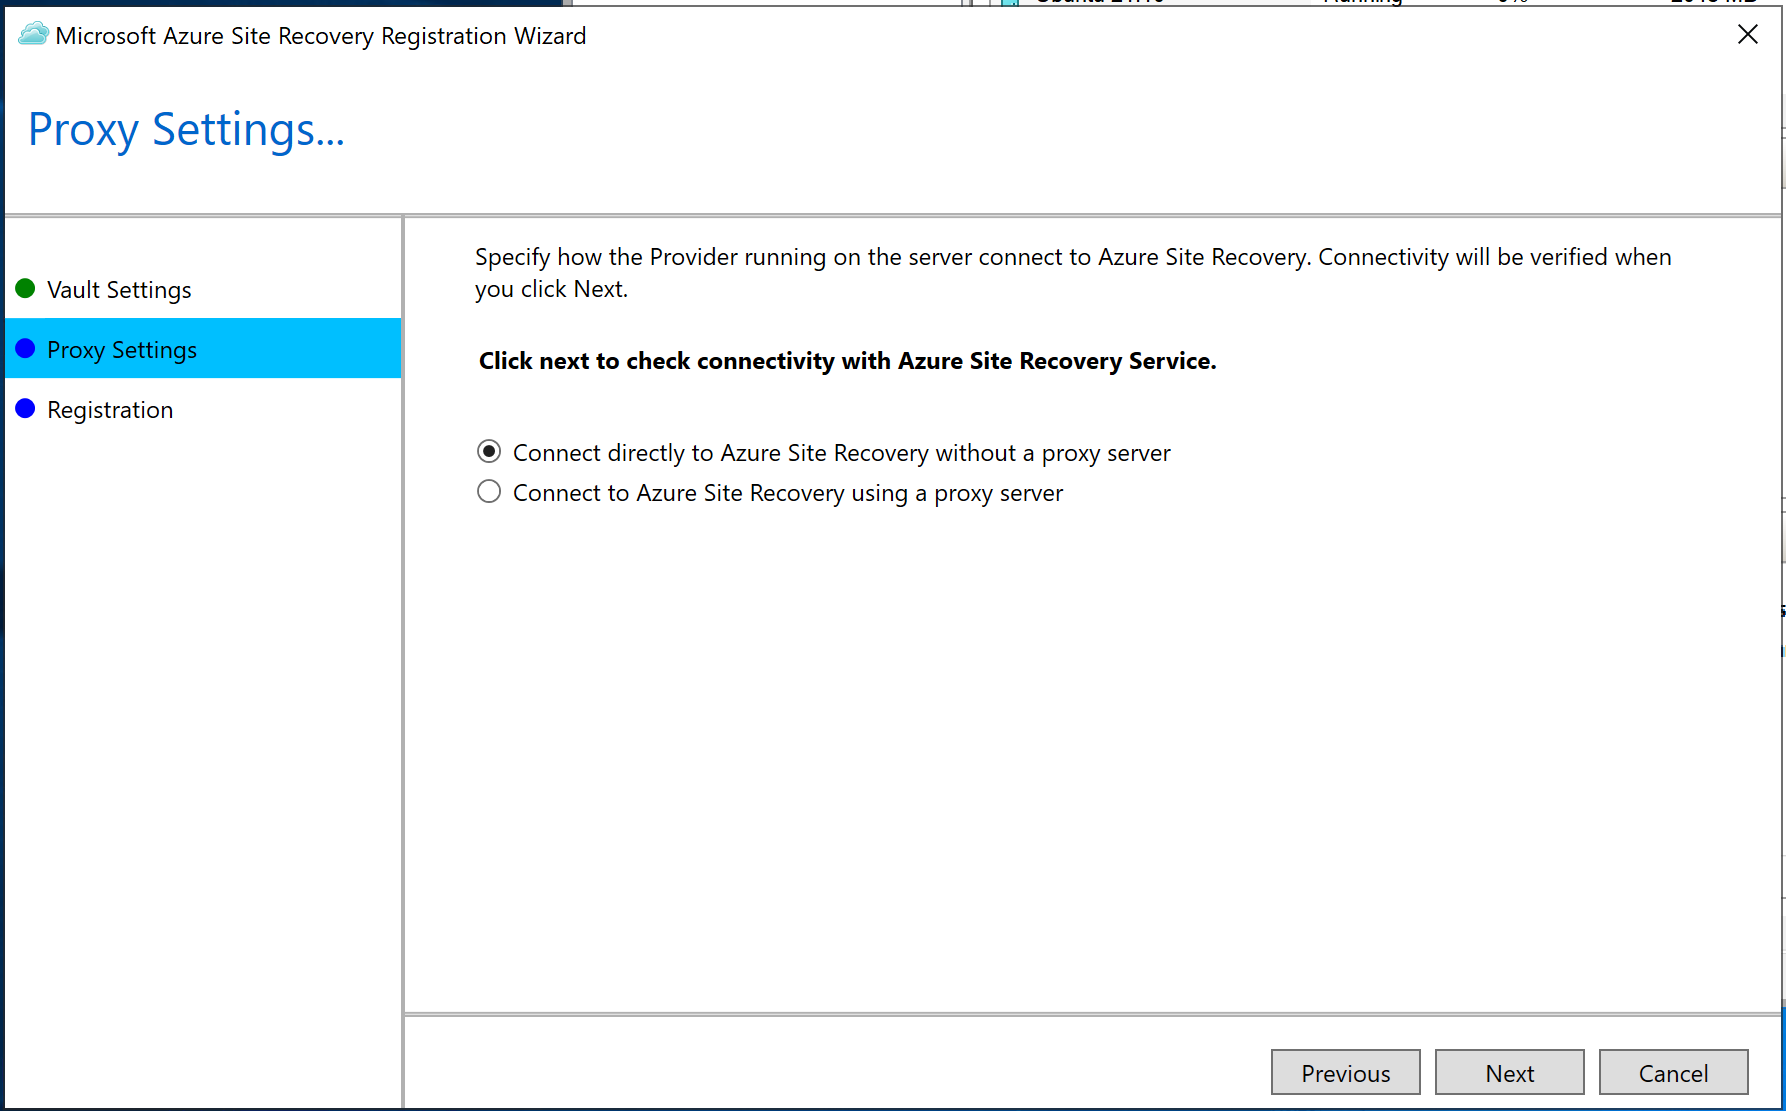 Microsoft Azure Site Recovery Registration Wizard
Proxy Settings...
Vault Settings
Proxy Settings
Registration
Specify how the Provider running on the server connect to Azure Site Recovery. Connectivity will be verified when
you click Next.
Click next to check connectivity with Azure Site Recovery Service.
Connect directly to Azure Site Recovery without a proxy server
Connect to Azure Site Recovery using a proxy server
Previous
Next
Cancel